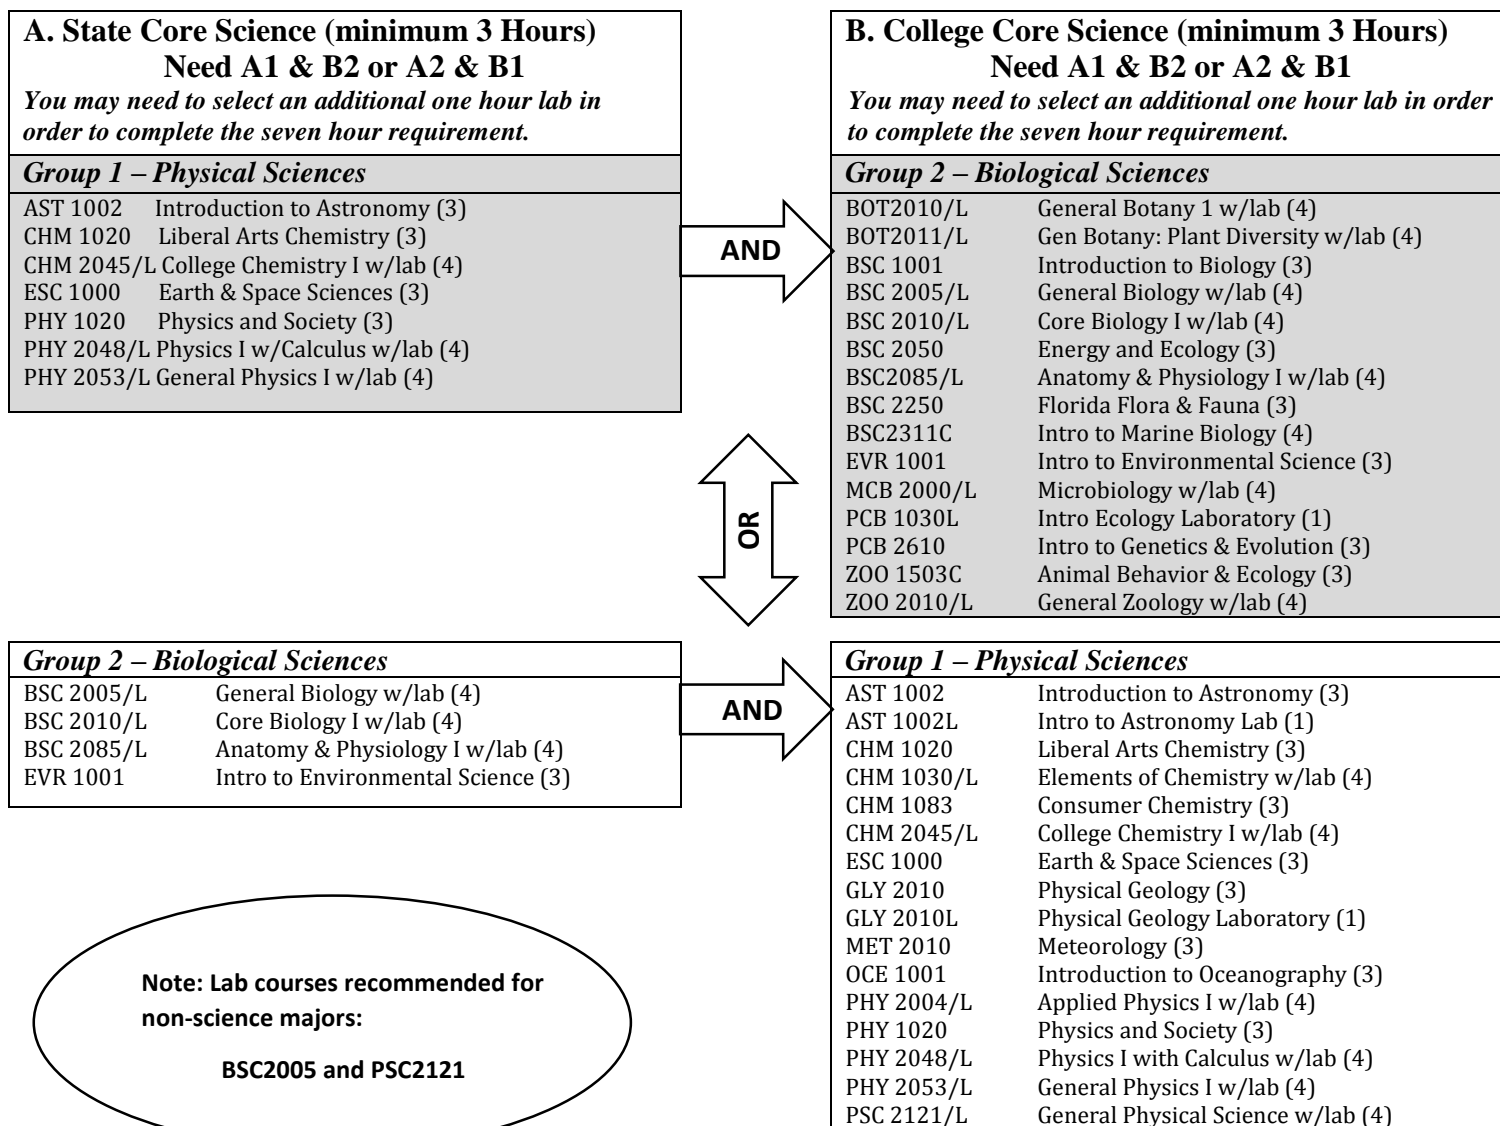 A. State Core Science (minimum 3 Hours)
Need A1 & B2 or A2 & B1
You may need to select an additional one hour lab in
order to complete the seven hour requirement.
Group 1 – Physical Sciences
AST 1002 Introduction to Astronomy (3)
CHM 1020 Liberal Arts Chemistry (3)
CHM 2045/L College Chemistry I w/lab (4)
ESC 1000 Earth & Space Sciences (3)
PHY 1020 Physics and Society (3)
PHY 2048/L Physics I w/Calculus w/lab (4)
PHY 2053/L General Physics I w/lab (4)
AND
B. College Core Science (minimum 3 Hours)
Need A1 & B2 or A2 & B1
You may need to select an additional one hour lab in order
to complete the seven hour requirement.
Group 2 – Biological Sciences
BOT2010/L General Botany 1 w/lab (4)
BOT2011/L Gen Botany: Plant Diversity w/lab (4)
BSC 1001 Introduction to Biology (3)
BSC 2005/L General Biology w/lab (4)
BSC 2010/L Core Biology I w/lab (4)
BSC 2050 Energy and Ecology (3)
BSC2085/L Anatomy & Physiology I w/lab (4)
BSC 2250 Florida Flora & Fauna (3)
BSC2311C Intro to Marine Biology (4)
EVR 1001 Intro to Environmental Science (3)
MCB 2000/L Microbiology w/lab (4)
PCB 1030L Intro Ecology Laboratory (1)
PCB 2610 Intro to Genetics & Evolution (3)
ZOO 1503C Animal Behavior & Ecology (3)
ZOO 2010/L General Zoology w/lab (4)
OR
Group 2 – Biological Sciences
BSC 2005/L General Biology w/lab (4)
BSC 2010/L Core Biology I w/lab (4)
BSC 2085/L Anatomy & Physiology I w/lab (4)
EVR 1001 Intro to Environmental Science (3)
AND
Group 1 – Physical Sciences
AST 1002 Introduction to Astronomy (3)
AST 1002L Intro to Astronomy Lab (1)
CHM 1020 Liberal Arts Chemistry (3)
CHM 1030/L Elements of Chemistry w/lab (4)
CHM 1083 Consumer Chemistry (3)
CHM 2045/L College Chemistry I w/lab (4)
ESC 1000 Earth & Space Sciences (3)
GLY 2010 Physical Geology (3)
GLY 2010L Physical Geology Laboratory (1)
MET 2010 Meteorology (3)
OCE 1001 Introduction to Oceanography (3)
PHY 2004/L Applied Physics I w/lab (4)
PHY 1020 Physics and Society (3)
PHY 2048/L Physics I with Calculus w/lab (4)
PHY 2053/L General Physics I w/lab (4)
PSC 2121/L General Physical Science w/lab (4)
Note: Lab courses recommended for
non-science majors:
BSC2005 and PSC2121